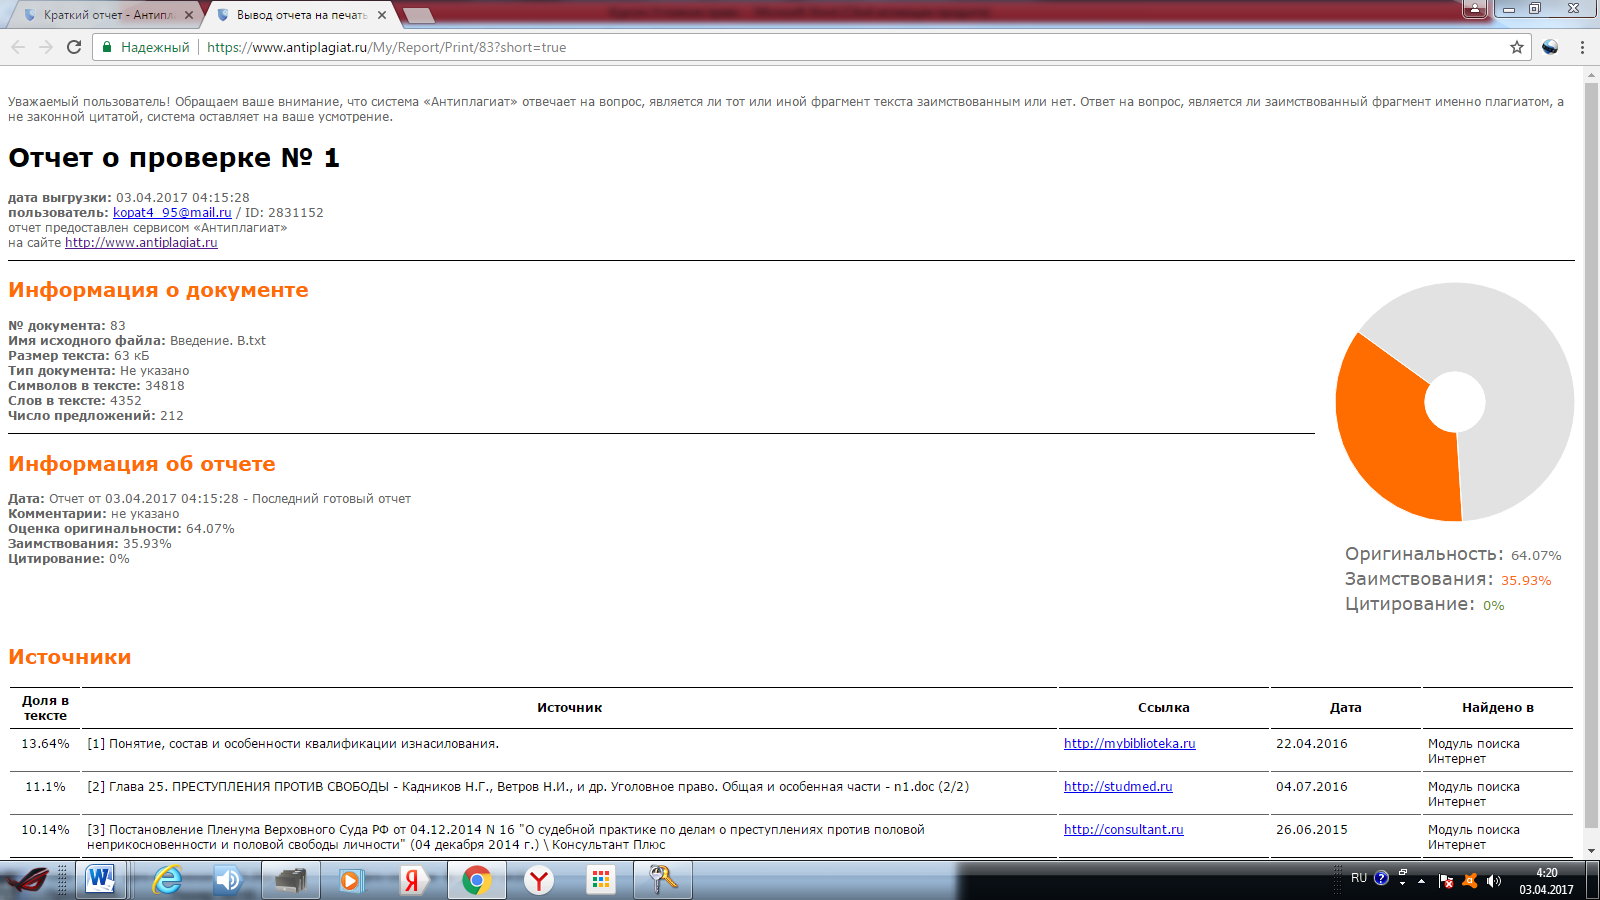 Краткий отчет - Антипла
Вывод отчета на печать
Надежный
https://www.antiplagiat.ru/My/Report/Print/83?short=true
Уважаемый пользователь! Обращаем ваше внимание, что система «Антиплагиат» отвечает на вопрос, является ли тот или иной фрагмент текста заимствованным или нет. Ответ на вопрос, является ли заимствованный фрагмент именно плагиатом, а
не законной цитатой, система оставляет на ваше усмотрение.
Отчет о проверке № 1
дата выгрузки: 03.04.2017 04:15:28
пользователь: kopat4_95@mail.ru / ID: 2831152
отчет предоставлен сервисом «Антиплагиат»
на сайте http://www.antiplagiat.ru
Информация о документе
№ документа: 83
Имя исходного файла: Введение. В.txt
Размер текста: 63 кБ
Тип документа: Не указано
Символов в тексте: 34818
Слов в тексте: 4352
Число предложений: 212
Информация об отчете
Дата: Отчет от 03.04.2017 04:15:28 - Последний готовый отчет
Комментарии: не указано
Оценка оригинальности: 64.07%
Заимствования: 35.93%
Цитирование: 0%
Оригинальность: 64.07%
Заимствования: 35.93%
Цитирование: 0%
Источники
Доля в
тексте
Источник
Ссылка
Дата
Найдено в
13.64%
[1] Понятие, состав и особенности квалификации изнасилования.
http://mybiblioteka.ru
22.04.2016
Модуль поиска
Интернет
11.1%
[2] Глава 25. ПРЕСТУПЛЕНИЯ ПРОТИВ СВОБОДЫ - Кадников Н.Г., Ветров Н.И., и др. Уголовное право. Общая и особенная части - n1.doc (2/2)
http://studmed.ru
04.07.2016
Модуль поиска
Интернет
10.14%
[3] Постановление Пленума Верховного Суда РФ от 04.12.2014 N 16 "О судебной практике по делам о преступлениях против половой
неприкосновенности и половой свободы личности" (04 декабря 2014 г.) \ Консультант Плюс
http://consultant.ru
26.06.2015
Модуль поиска
Интернет
RU
4:20
03.04.2017